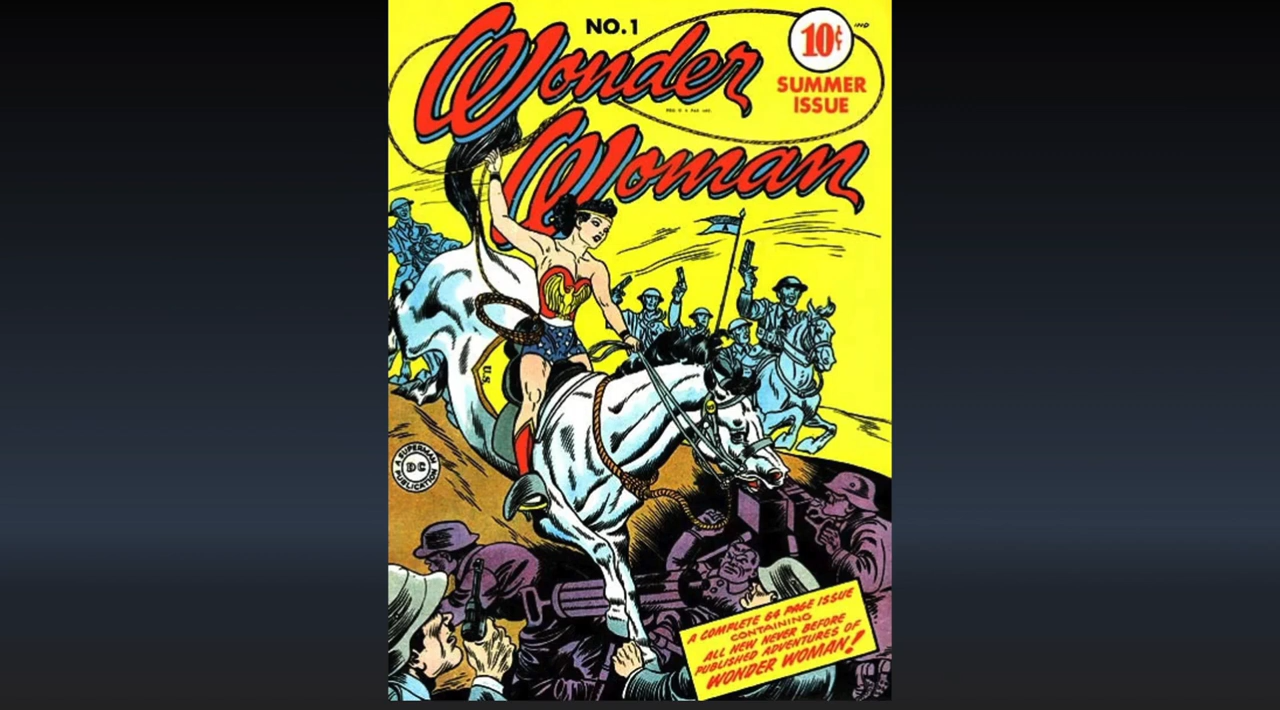 NO. 1
Wonder
Woman
10¢
SUMMER
ISSUE
U.S.
A SUPERMAN
DC
PUBLICATION
A COMPLETE 64 PAGE ISSUE
CONTAINING
ALL NEW NEVER BEFORE
PUBLISHED ADVENTURES OF
WONDER WOMAN!